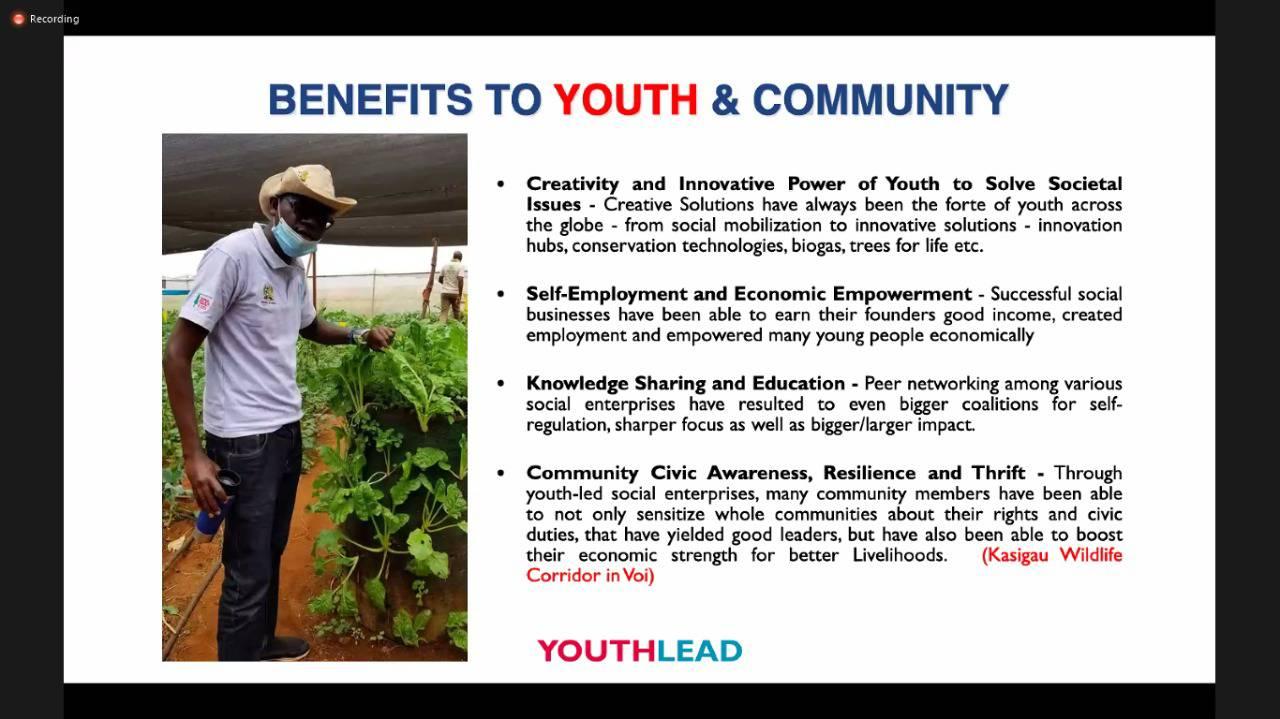 Recording
BENEFITS TO YOUTH & COMMUNITY
• Creativity and Innovative Power of Youth to Solve Societal
Issues - Creative Solutions have always been the forte of youth across
the globe - from social mobilization to innovative solutions - innovation
hubs, conservation technologies, biogas, trees for life etc.
• Self-Employment and Economic Empowerment - Successful social
businesses have been able to earn their founders good income, created
employment and empowered many young people economically
• Knowledge Sharing and Education - Peer networking among various
social enterprises have resulted to even bigger coalitions for self-
regulation, sharper focus as well as bigger/larger impact.
• Community Civic Awareness, Resilience and Thrift - Through
youth-led social enterprises, many community members have been able
to not only sensitize whole communities about their rights and civic
duties, that have yielded good leaders, but have also been able to boost
their economic strength for better Livelihoods. (Kasigau Wildlife
Corridor in Voi)
YOUTHLEAD